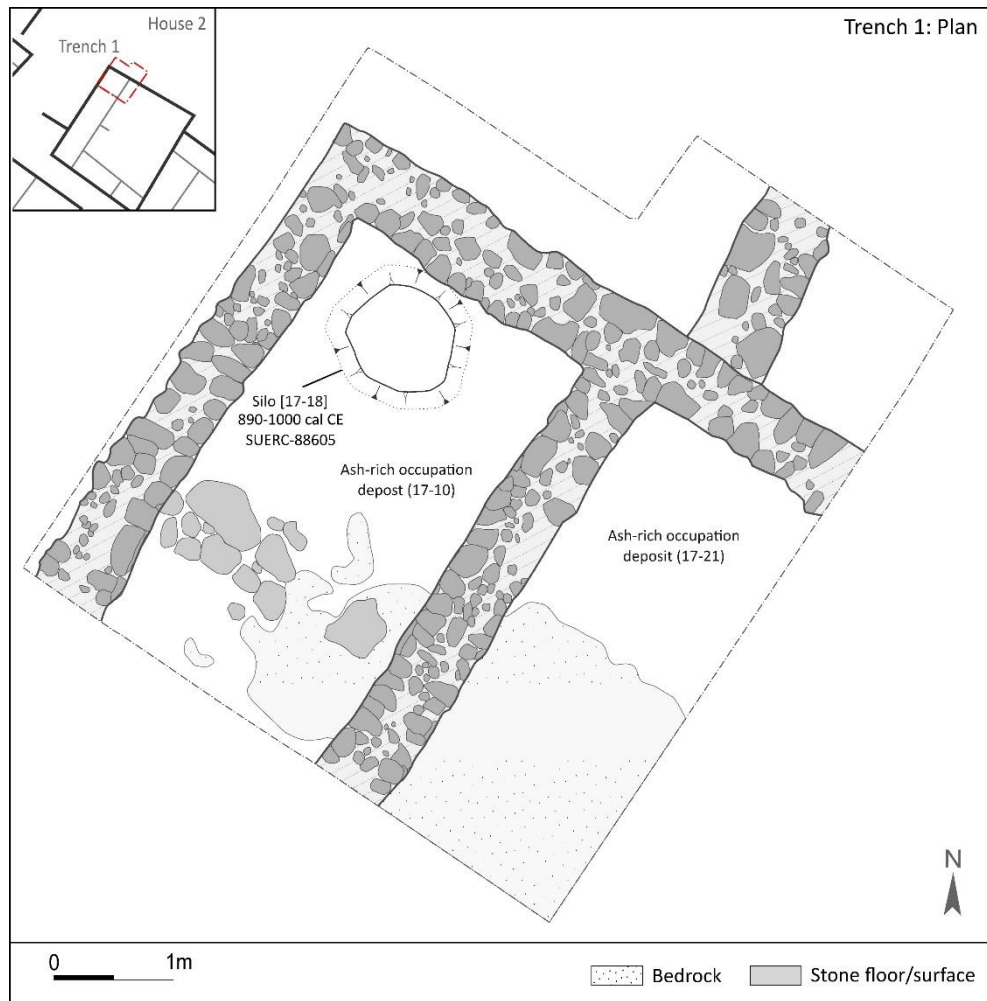 House 2
Trench 1
Trench 1: Plan
Silo [17-18]
890-1000 cal CE
SUERC-88605
Ash-rich occupation
depost (17-10)
Ash-rich occupation
deposit (17-21)
N
0 1m
Bedrock
Stone floor/surface